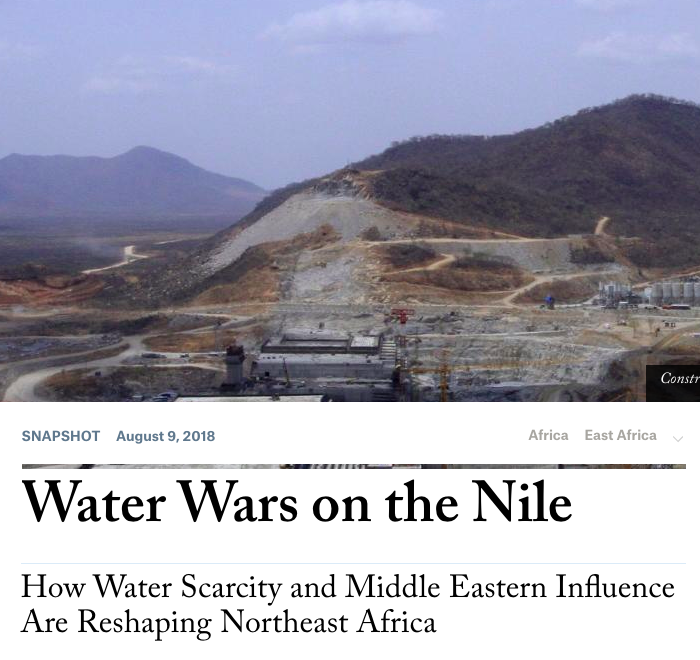 Constr
SNAPSHOT August 9, 2018 Africa East Africa
Water Wars on the Nile
How Water Scarcity and Middle Eastern Influence
Are Reshaping Northeast Africa